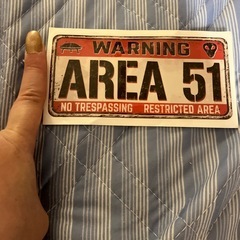 WARNING
AREA 51
NO TRESPASSING RESTRICTED AREA